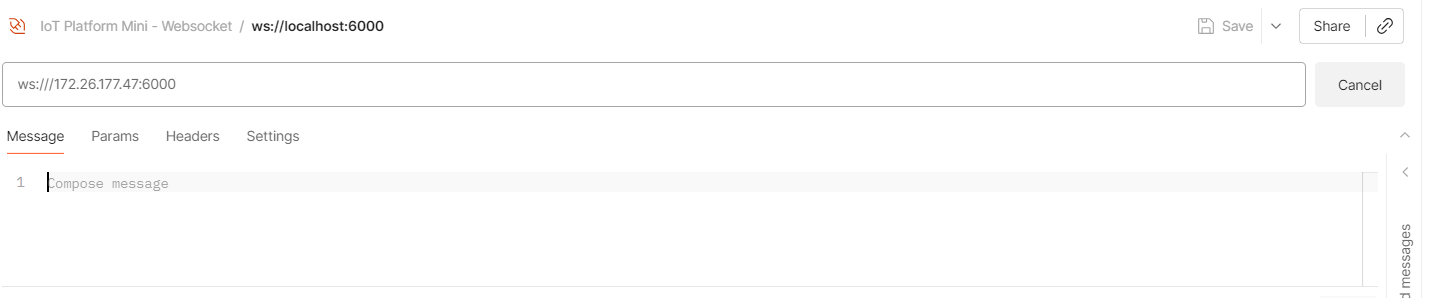 IoT Platform Mini - Websocket / ws://localhost:6000 Save Share
ws:///172.26.177.47:6000 Cancel
Message Params Headers Settings
1 Compose message
d messages